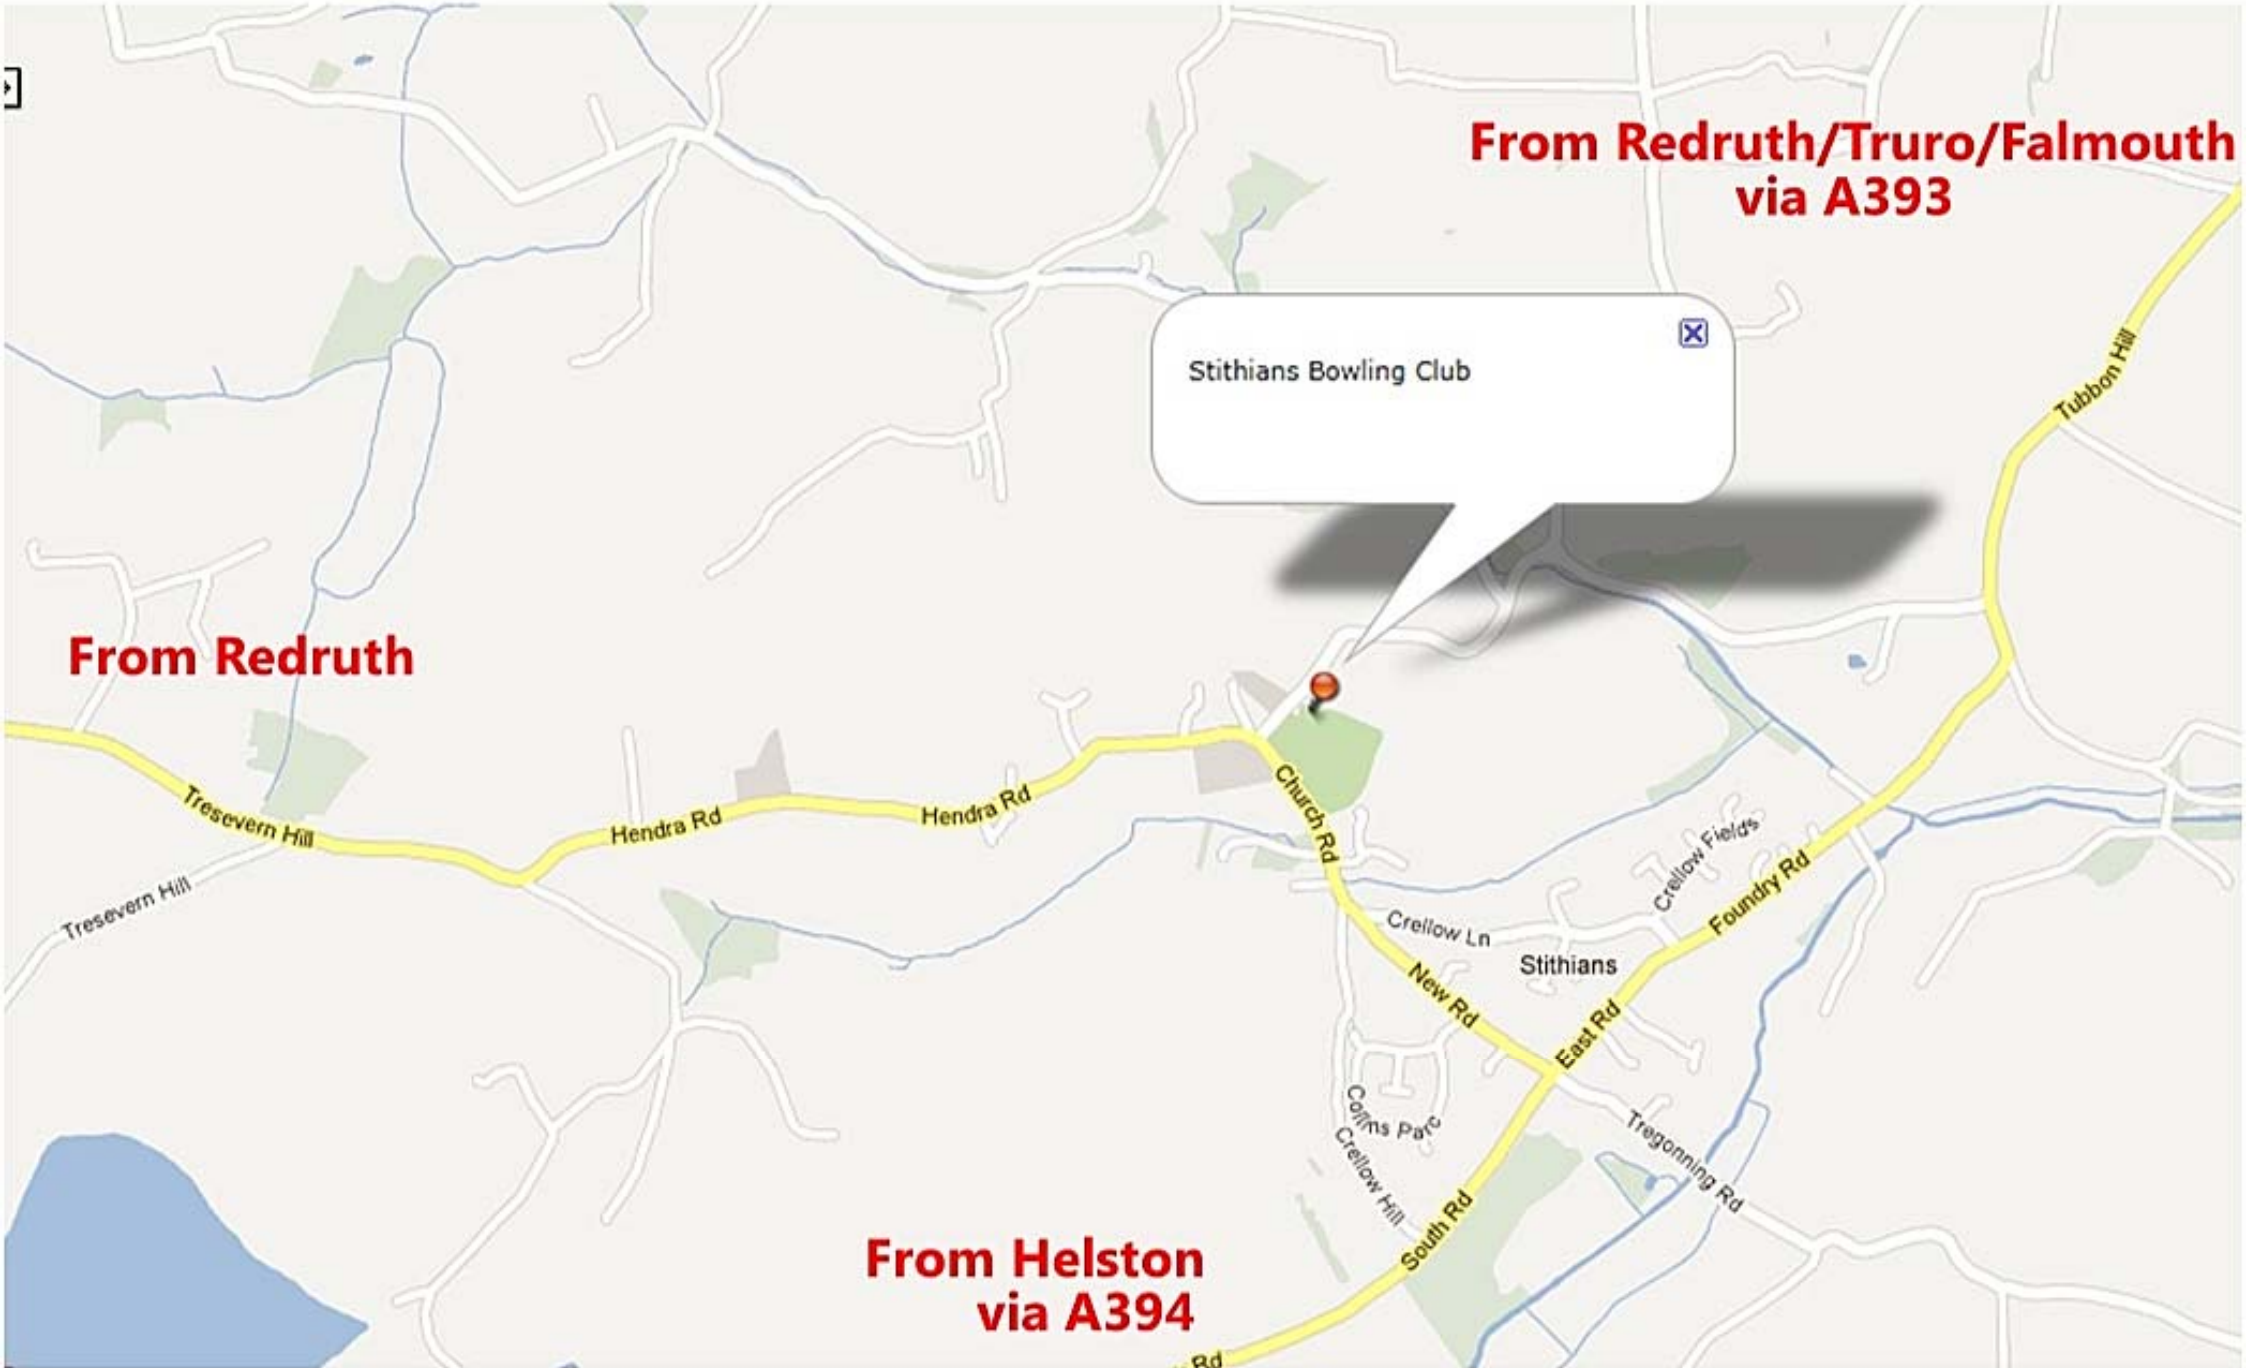 From Redruth/Truro/Falmouth
via A393
Stithians Bowling Club
Tubbon Hill
From Redruth
Tresevern Hill
Hendra Rd
Hendra Rd
Church Rd
Tresevern Hill
Crellow Fields
Foundry Rd
Crellow Ln
Stithians
New Rd
East Rd
Collins Parc
Crellow Hill
Tregonning Rd
South Rd
From Helston
via A394
Rd